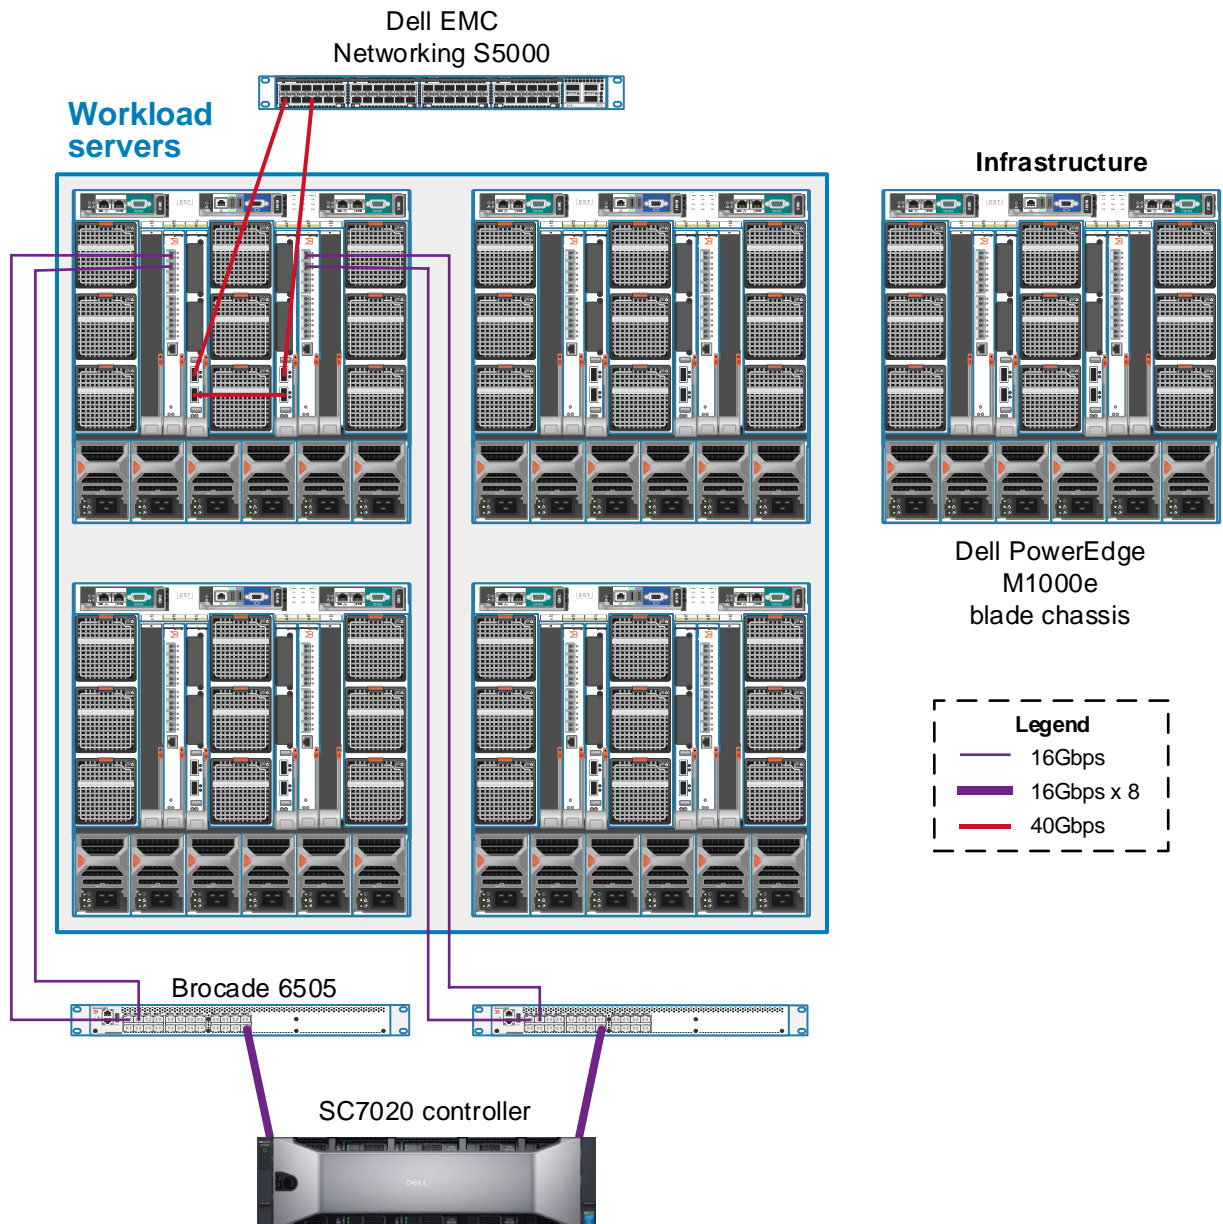 Dell EMC
Networking S5000
Workload
servers
Infrastructure
Dell PowerEdge
M1000e
blade chassis
Legend
16Gbps
16Gbps x 8
40Gbps
Brocade 6505
SC7020 controller
DELL